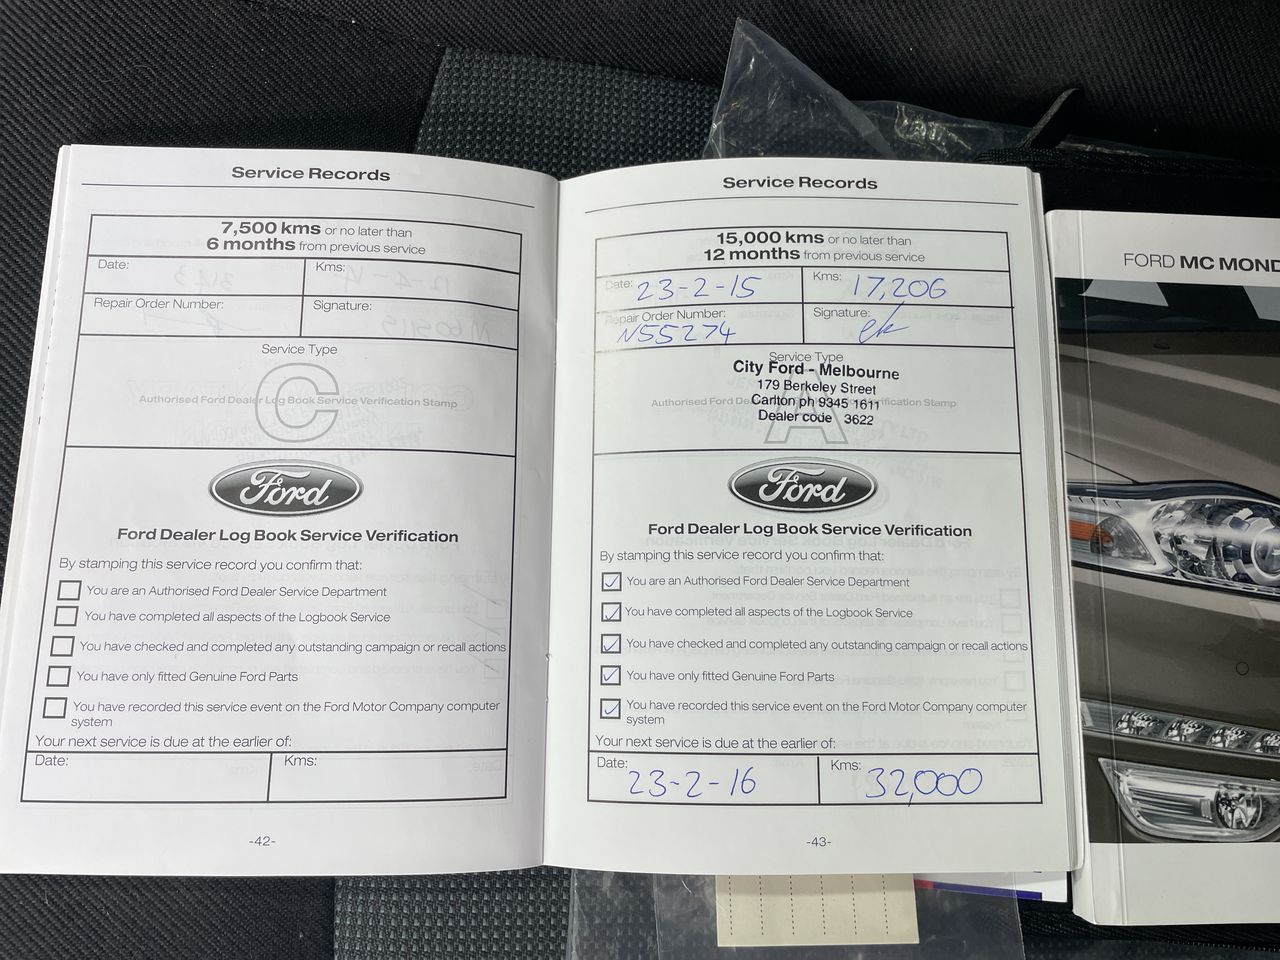 Service Records
7,500 kms or no later than
6 months from previous service
Date:
Kms:
Repair Order Number:
Signature:
Service Type
C
Authorised Ford Dealer Log Book Service Verification Stamp
Ford
Ford Dealer Log Book Service Verification
By stamping this service record you confirm that:
You are an Authorised Ford Dealer Service Department
You have completed all aspects of the Logbook Service
You have checked and completed any outstanding campaign or recall actions
You have only fitted Genuine Ford Parts
You have recorded this service event on the Ford Motor Company computer
system
Your next service is due at the earlier of:
Date:
Kms:
-42-
Service Records
15,000 kms or no later than
12 months from previous service
Date: 23-2-15
Kms: 17,206
Repair Order Number:
N55274
Signature:
Service Type
City Ford - Melbourne
179 Berkeley Street
Carlton ph 9345 1611
Dealer code 3622
A
Authorised Ford De Verification Stamp
Ford
Ford Dealer Log Book Service Verification
By stamping this service record you confirm that:
You are an Authorised Ford Dealer Service Department
You have completed all aspects of the Logbook Service
You have checked and completed any outstanding campaign or recall actions
You have only fitted Genuine Ford Parts
You have recorded this service event on the Ford Motor Company computer
system
Your next service is due at the earlier of:
Date: 23-2-16
Kms: 32,000
-43-
FORD MC MOND